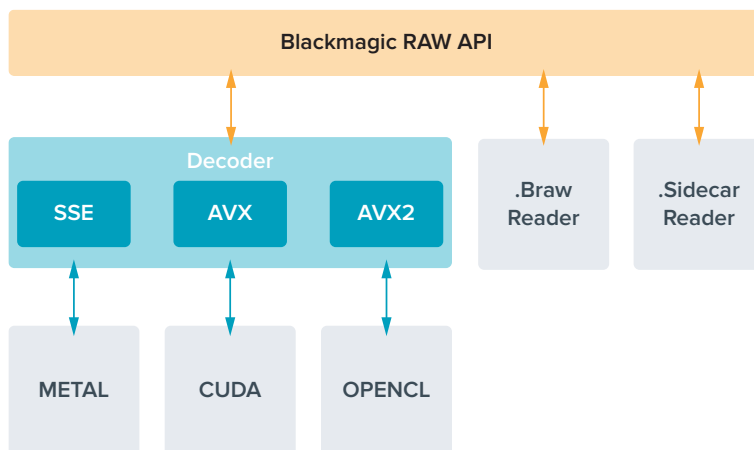 Blackmagic RAW API
Decoder
SSE
AVX
AVX2
.Braw
Reader
.Sidecar
Reader
METAL
CUDA
OPENCL